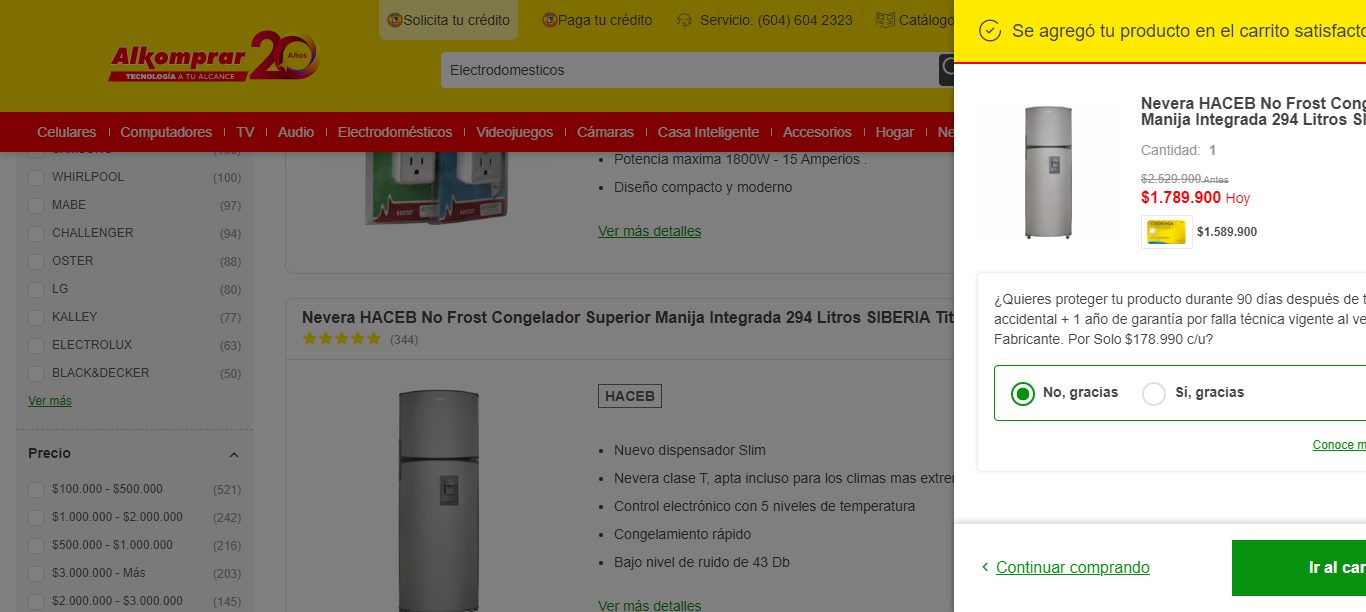 Solicita tu crédito
Paga tu crédito
Servicio: (604) 604 2323
Catálogo
Alkomprar 20 Años
TECNOLOGÍA A TU ALCANCE
Electrodomesticos
Celulares
Computadores
TV
Audio
Electrodomésticos
Videojuegos
Cámaras
Casa Inteligente
Accesorios
Hogar
Ne
SAMSUNG
WHIRLPOOL (100)
MABE (97)
CHALLENGER (94)
OSTER (88)
LG (80)
KALLEY (77)
ELECTROLUX (63)
BLACK&DECKER (50)
Ver más
Precio
$100.000 - $500.000 (521)
$1.000.000 - $2.000.000 (242)
$500.000 - $1.000.000 (216)
$3.000.000 - Más (203)
$2.000.000 - $3.000.000 (145)
Potencia maxima 1800W - 15 Amperios .
Diseño compacto y moderno
Ver más detalles
Nevera HACEB No Frost Congelador Superior Manija Integrada 294 Litros SIBERIA Tit
(344)
HACEB
Nuevo dispensador Slim
Nevera clase T, apta incluso para los climas mas extre
Control electrónico con 5 niveles de temperatura
Congelamiento rápido
Bajo nivel de ruido de 43 Db
Ver más detalles
Se agregó tu producto en el carrito satisfacto
Nevera HACEB No Frost Cong
Manija Integrada 294 Litros SI
Cantidad: 1
$2.529.900 Antes
$1.789.900 Hoy
CODENSA
$1.589.900
¿Quieres proteger tu producto durante 90 días después de t
accidental + 1 año de garantía por falla técnica vigente al ve
Fabricante. Por Solo $178.990 c/u?
No, gracias
Sí, gracias
Conoce m
Continuar comprando
Ir al car